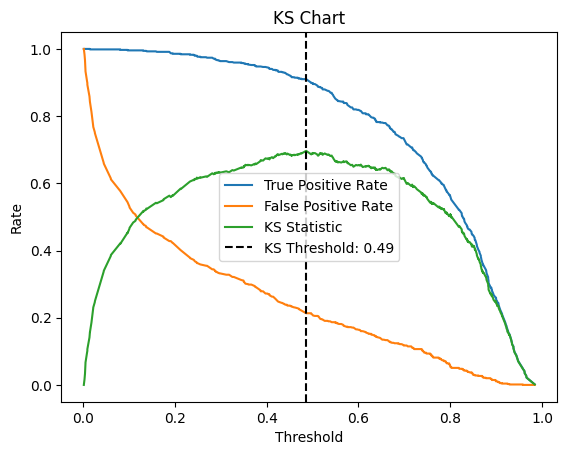 KS Chart
Rate
1.0
0.8
0.6
0.4
0.2
0.0
True Positive Rate
False Positive Rate
KS Statistic
KS Threshold: 0.49
0.0 0.2 0.4 0.6 0.8 1.0
Threshold